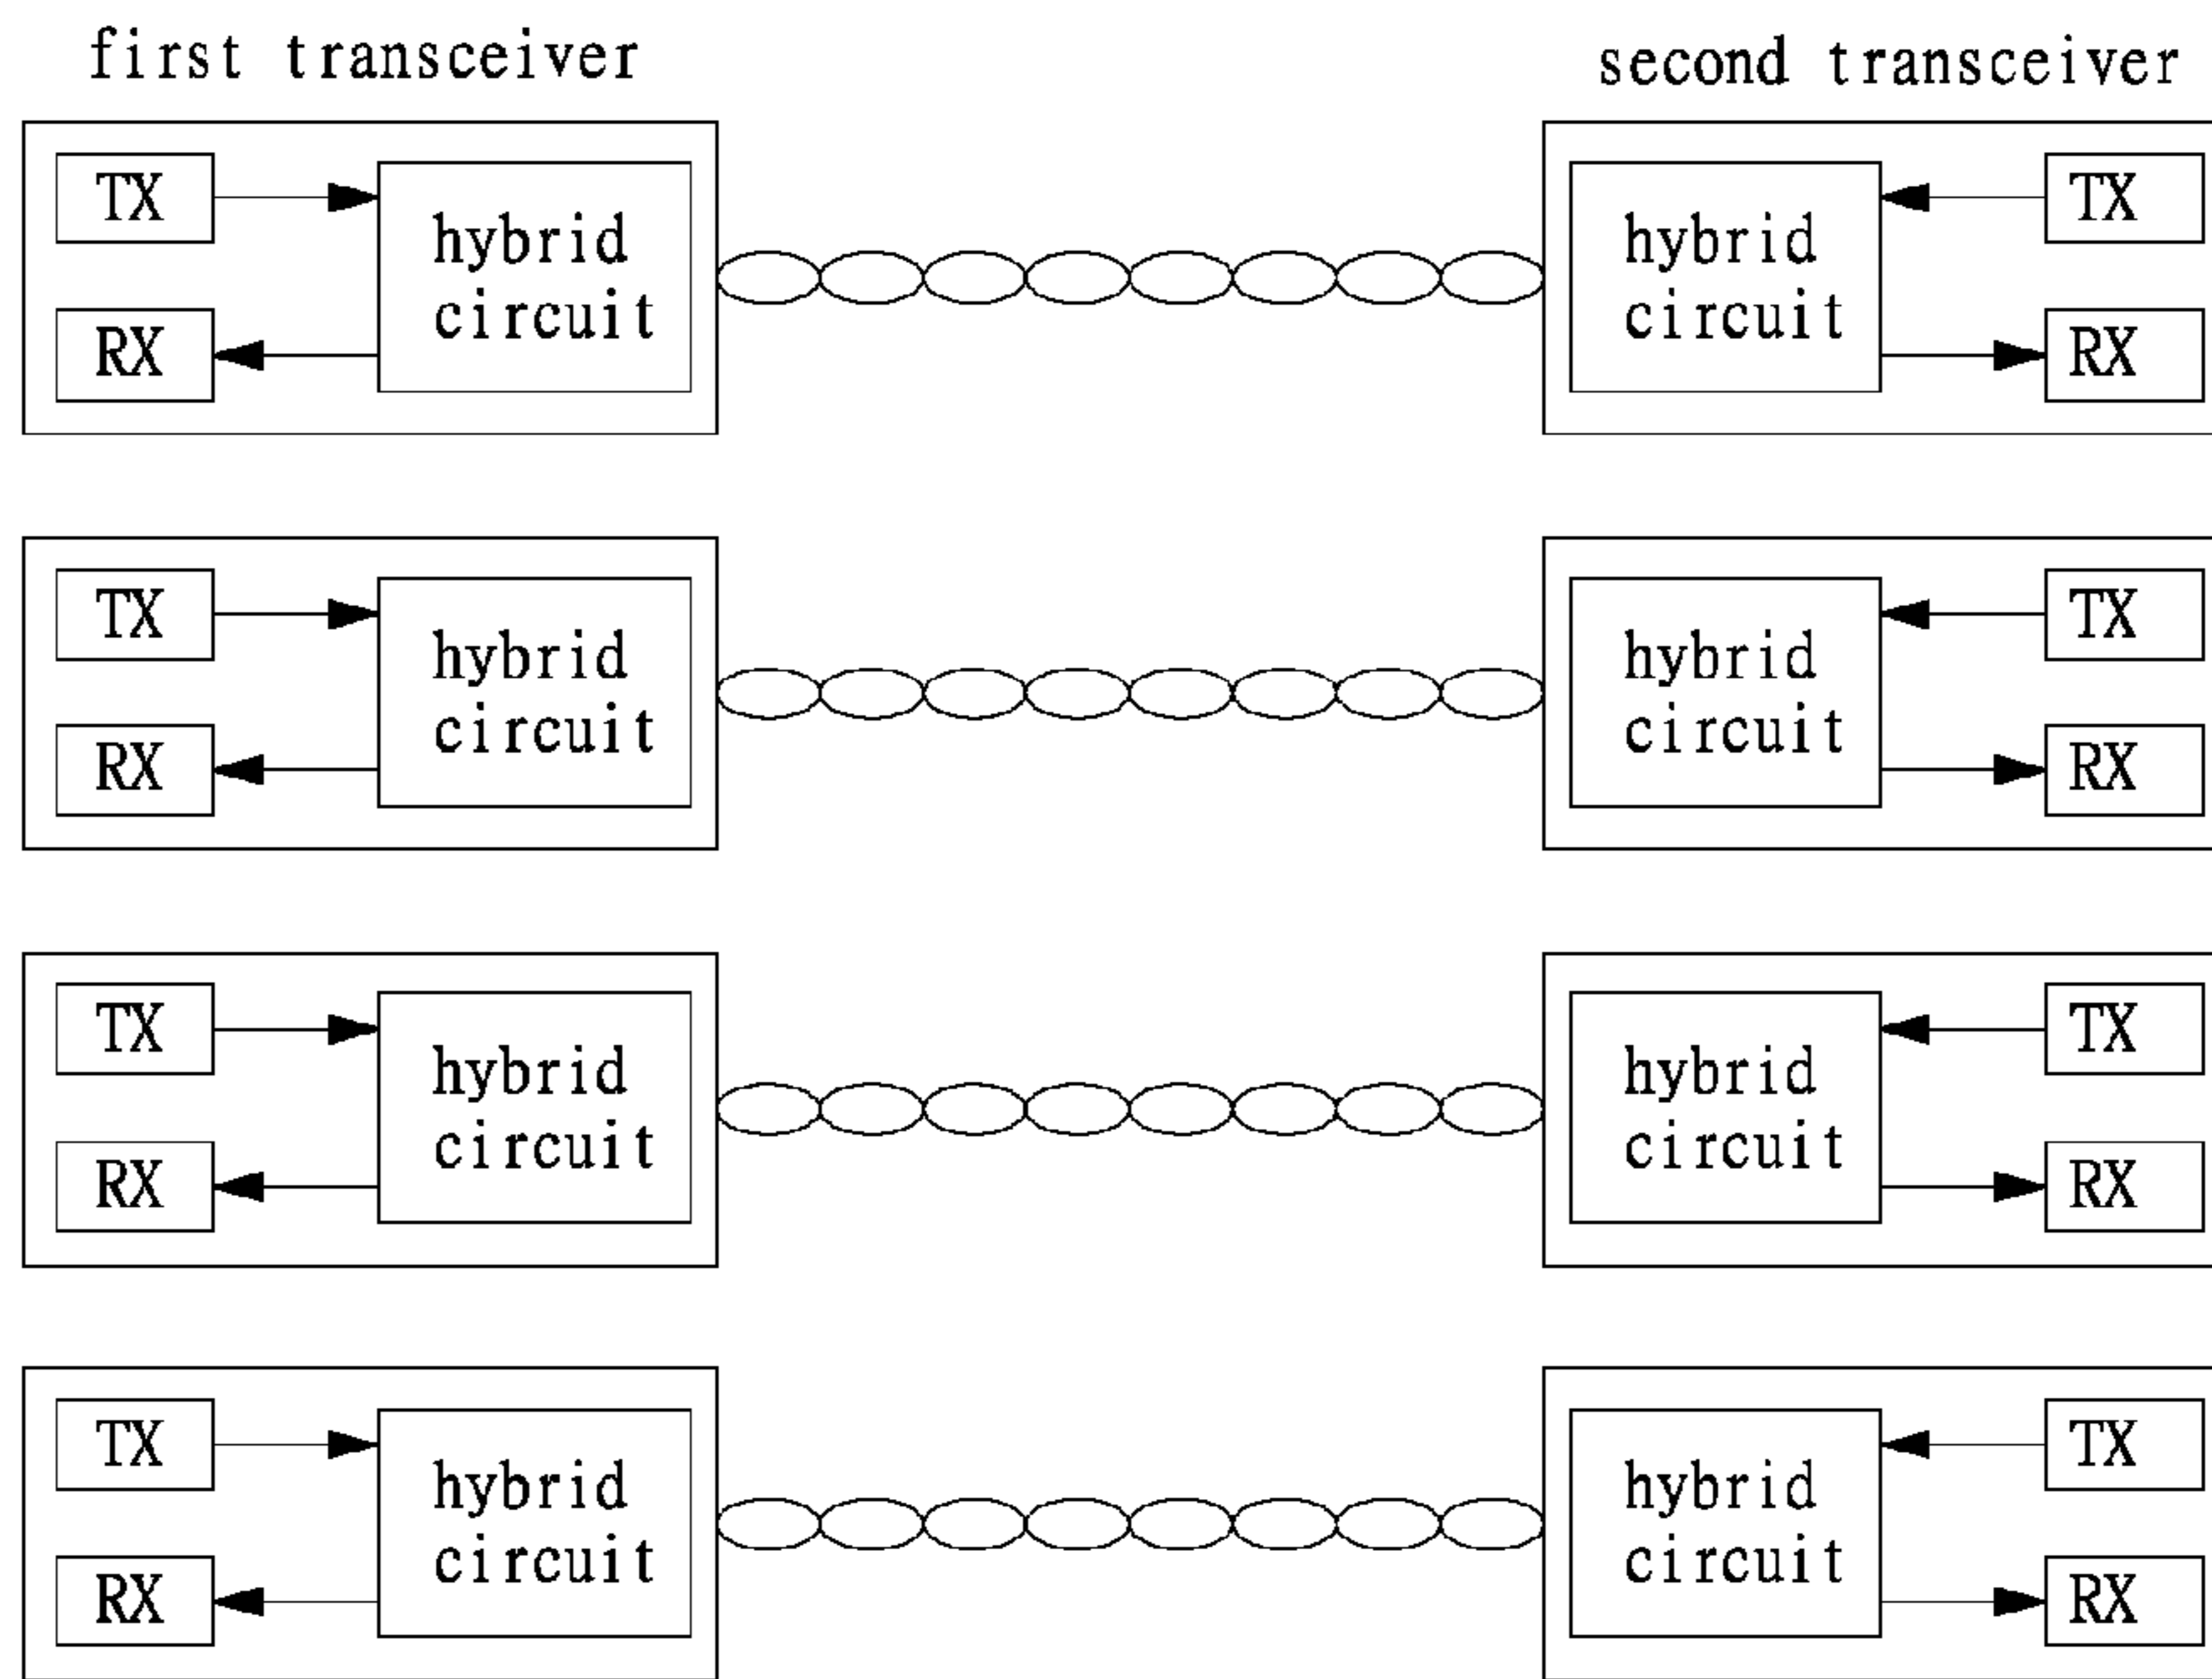 first transceiver
second transceiver
TX
hybrid
circuit
RX
hybrid
circuit
TX
RX
TX
hybrid
circuit
RX
hybrid
circuit
TX
RX
TX
hybrid
circuit
RX
hybrid
circuit
TX
RX
TX
hybrid
circuit
RX
hybrid
circuit
TX
RX